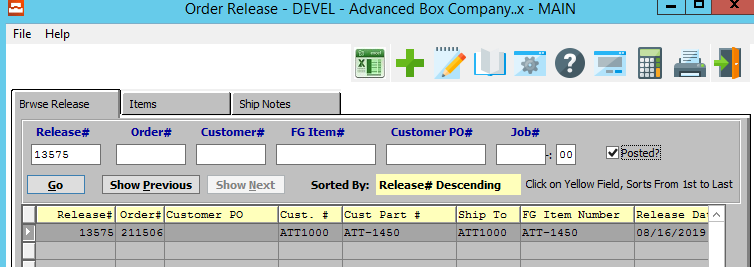 Order Release - DEVEL - Advanced Box Company..x - MAIN
File Help
Brwse Release Items Ship Notes
Release# Order# Customer# FG Item# Customer PO# Job#
13575 -: 00 Posted?
Go Show Previous Show Next Sorted By: Release# Descending Click on Yellow Field, Sorts From 1st to Last
Release# Order# Customer PO Cust. # Cust Part # Ship To FG Item Number Release Dat
13575 211506 ATT1000 ATT-1450 ATT1000 ATT-1450 08/16/2019